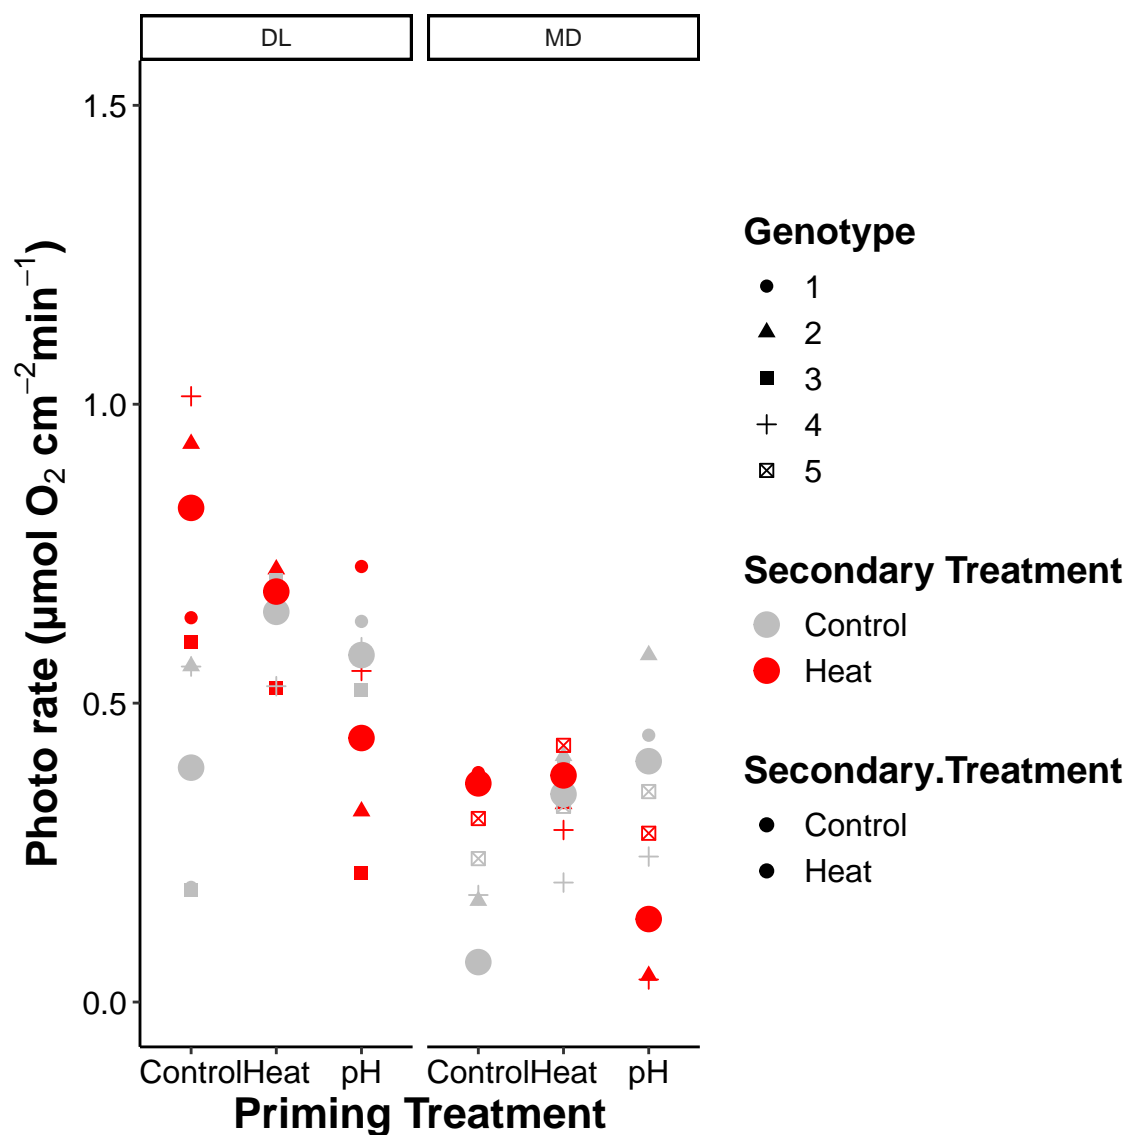 DL MD
1.5
1.0
0.5
0.0
Photo rate (µmol O₂ cm⁻²min⁻¹)
Control Heat pH Control Heat pH
Priming Treatment
Genotype
1
2
3
4
5
Secondary Treatment
Control
Heat
Secondary.Treatment
Control
Heat